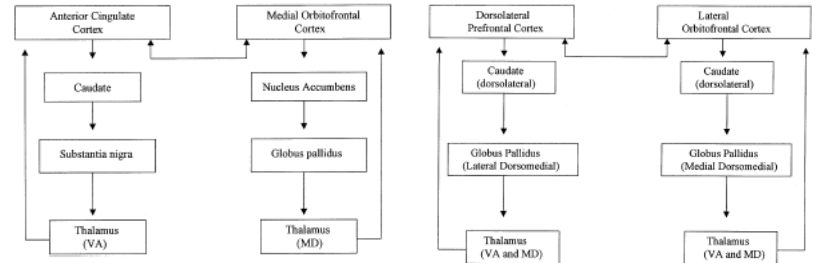 Anterior Cingulate
Cortex
Medial Orbitofrontal
Cortex
Dorsolateral
Prefrontal Cortex
Lateral
Orbitofrontal Cortex
Caudate
Nucleus Accumbens
Caudate
(dorsolateral)
Caudate
(dorsolateral)
Substantia nigra
Globus pallidus
Globus Pallidus
(Lateral Dorsomedial)
Globus Pallidus
(Medial Dorsomedial)
Thalamus
(VA)
Thalamus
(MD)
Thalamus
(VA and MD)
Thalamus
(VA and MD)